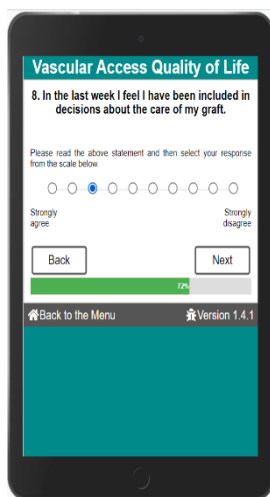 Vascular Access Quality of Life
8. In the last week I feel I have been included in
decisions about the care of my graft.
Please read the above statement and then select your response
from the scale below.
Strongly Strongly
agree disagree
Back Next
72%
Back to the Menu Version 1.4.1